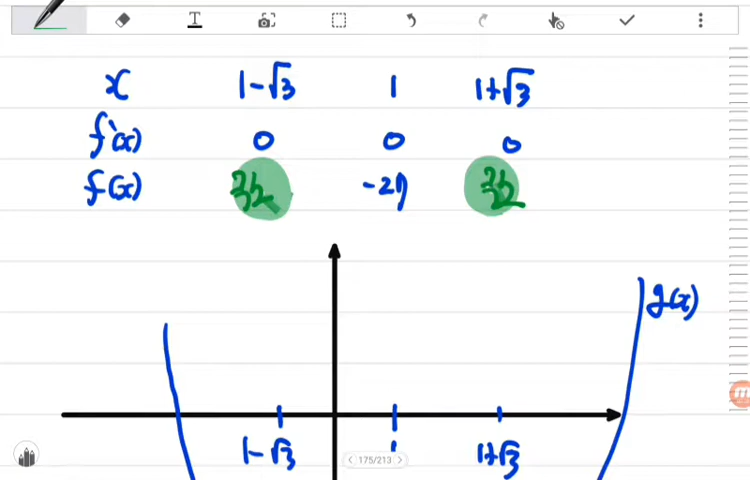 x 1-√3 1 1+√3
f'(x) 0 0 0
f(x) 32 -27 32
g(x)
1-√3 1 1+√3
175/213